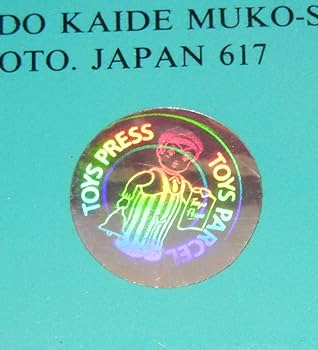 DO KAIDE MUKO-S
OTO. JAPAN 617
TOYS PRESS
TOYS PARCEL